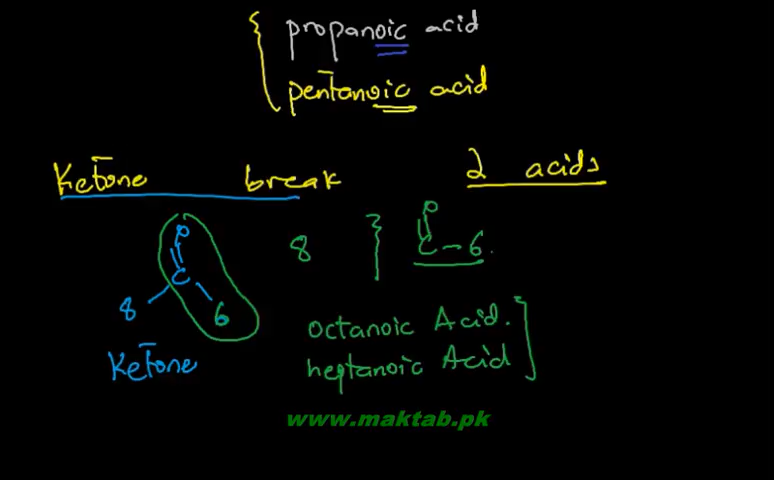 propanoic acid
pentanoic acid
Ketone break 2 acids
O
O
C
8
C - 6.
8
6
octanoic Acid.
Ketone
heptanoic Acid
www.maktab.pk